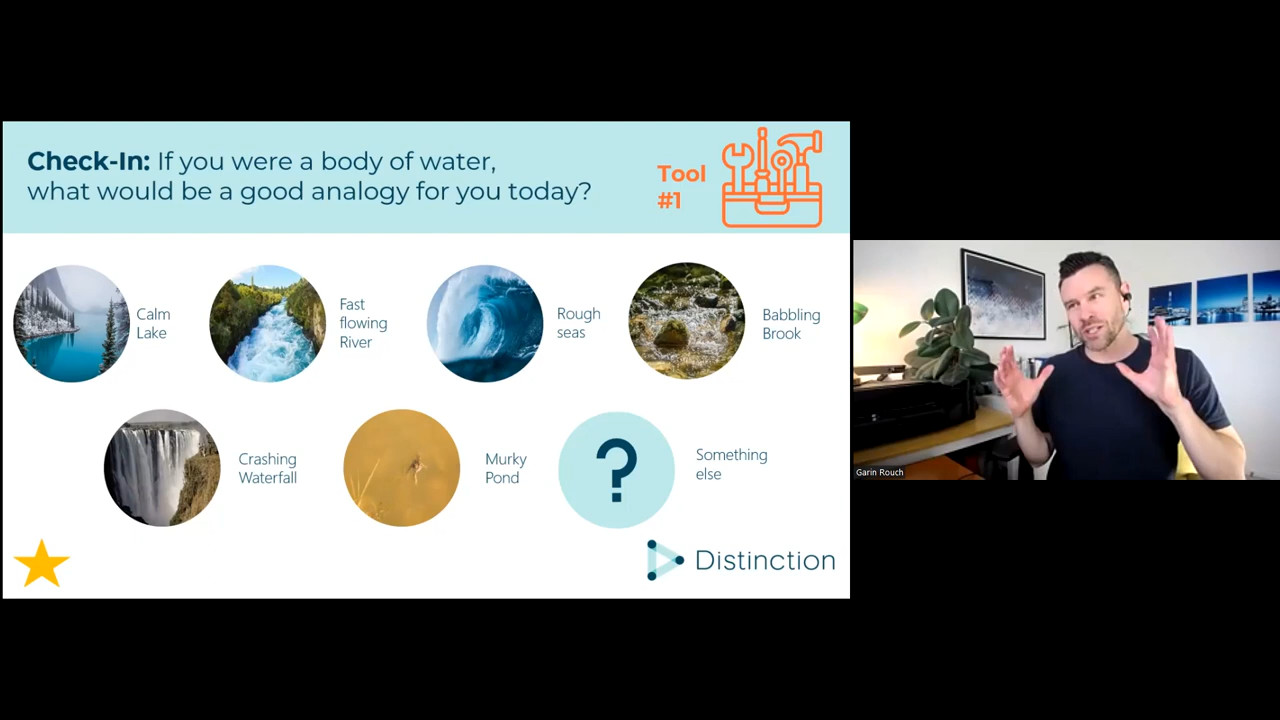 Check-In: If you were a body of water,
what would be a good analogy for you today?
Tool
#1
Calm
Lake
Fast
flowing
River
Rough
seas
Babbling
Brook
Crashing
Waterfall
Murky
Pond
?
Something
else
Distinction
Garin Rouch